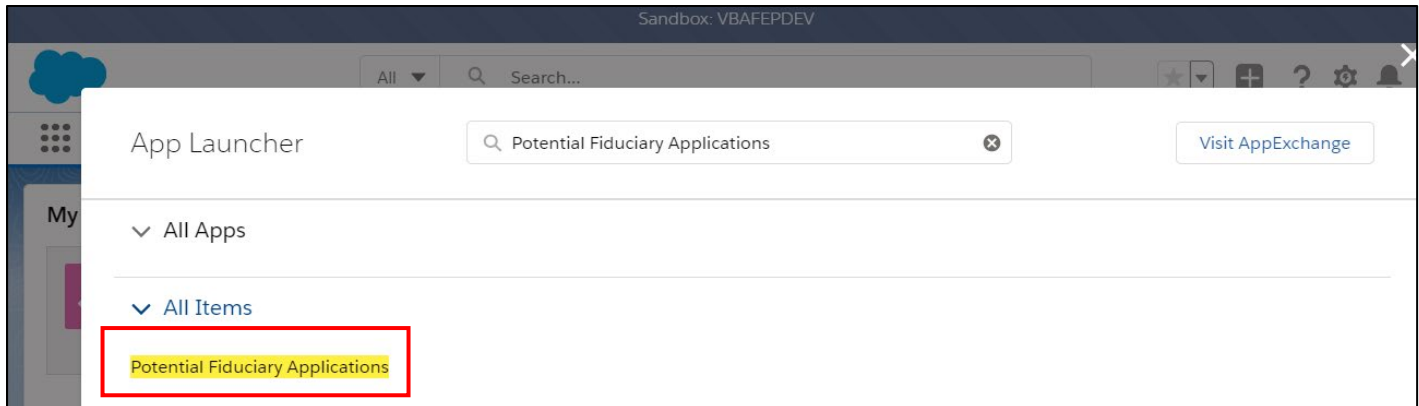 Sandbox: VBAFEPDEV
All Search...
App Launcher Potential Fiduciary Applications Visit AppExchange
My
All Apps
All Items
Potential Fiduciary Applications